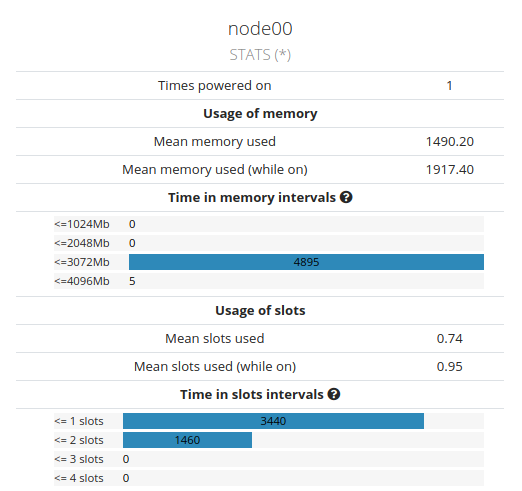 node00
STATS (*)
Times powered on 1
Usage of memory
Mean memory used 1490.20
Mean memory used (while on) 1917.40
Time in memory intervals ?
<=1024Mb 0
<=2048Mb 0
<=3072Mb 4895
<=4096Mb 5
Usage of slots
Mean slots used 0.74
Mean slots used (while on) 0.95
Time in slots intervals ?
<= 1 slots 3440
<= 2 slots 1460
<= 3 slots 0
<= 4 slots 0